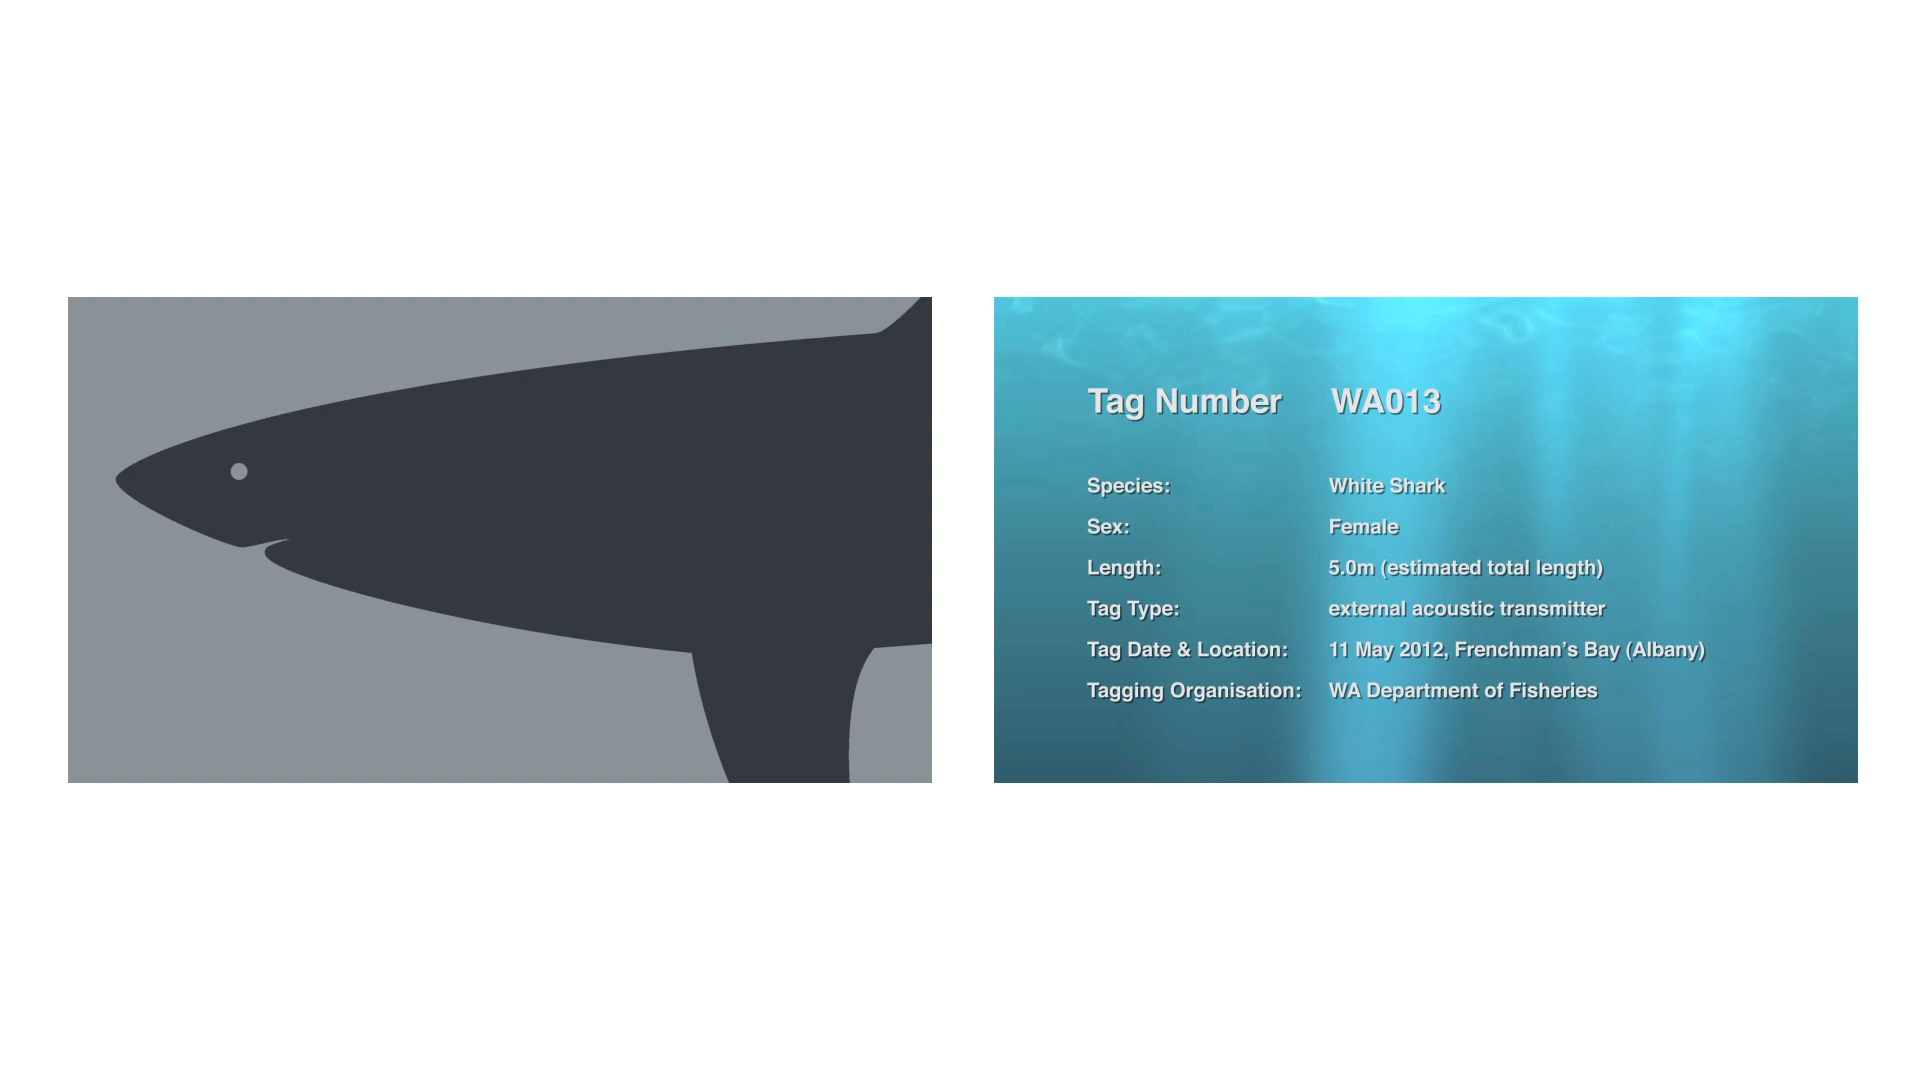 Tag Number WA013
Species: White Shark
Sex: Female
Length: 5.0m (estimated total length)
Tag Type: external acoustic transmitter
Tag Date & Location: 11 May 2012, Frenchman’s Bay (Albany)
Tagging Organisation: WA Department of Fisheries